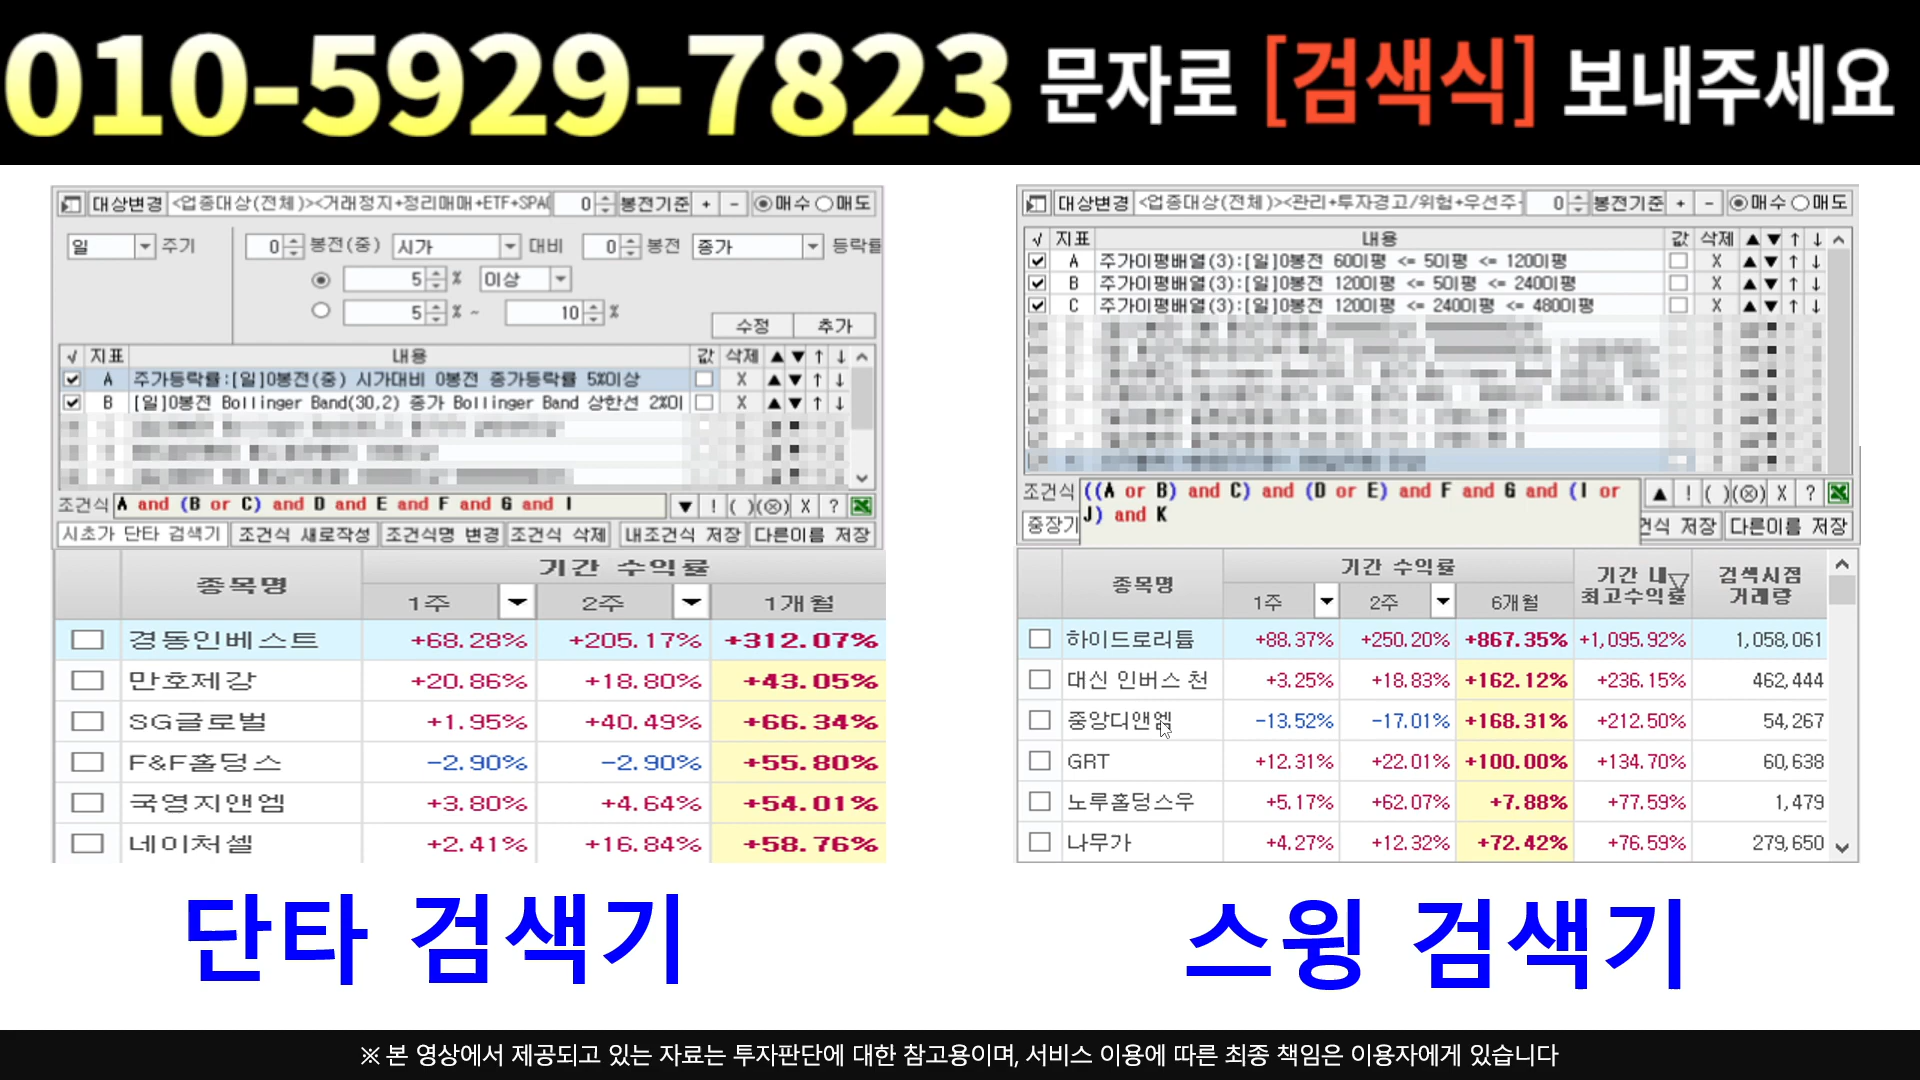 010-5929-7823 문자로 [검색식] 보내주세요
대상변경 <업종대상(전체)><거래정지+정리매매+ETF+SPA 0 봉전기준 + - 매수 매도
일 주기 0 봉전(중) 시가 대비 0 봉전 종가 등락률
5 % 이상
5 % ~ 10 %
수정 추가
√ 지표 내용 값 삭제 ▲ ▼ ↑ ↓
A 주가등락률:[일]0봉전(중) 시가대비 0봉전 종가등락률 5%이상 X ▲ ▼ ↑ ↓
B [일]0봉전 Bollinger Band(30,2) 종가 Bollinger Band 상한선 2%이 X ▲ ▼ ↑ ↓
조건식 A and (B or C) and D and E and F and G and I ▼ ! ( )(⊗) X ?
시초가 단타 검색기 조건식 새로작성 조건식명 변경 조건식 삭제 내조건식 저장 다른이름 저장
종목명 기간 수익률
1주 2주 1개월
경동인베스트 +68.28% +205.17% +312.07%
만호제강 +20.86% +18.80% +43.05%
SG글로벌 +1.95% +40.49% +66.34%
F&F홀딩스 -2.90% -2.90% +55.80%
국영지앤엠 +3.80% +4.64% +54.01%
네이처셀 +2.41% +16.84% +58.76%
단타 검색기
대상변경 <업종대상(전체)><관리+투자경고/위험+우선주+ 0 봉전기준 + - 매수 매도
√ 지표 내용 값 삭제 ▲ ▼ ↑ ↓
A 주가이평배열(3):[일]0봉전 60이평 <= 5이평 <= 120이평 X ▲ ▼ ↑ ↓
B 주가이평배열(3):[일]0봉전 120이평 <= 5이평 <= 240이평 X ▲ ▼ ↑ ↓
C 주가이평배열(3):[일]0봉전 120이평 <= 240이평 <= 480이평 X ▲ ▼ ↑ ↓
조건식 ((A or B) and C) and (D or E) and F and G and (I or ▲ ! ( )(⊗) X ?
J) and K
중장기 건식 저장 다른이름 저장
종목명 기간 수익률 기간 내 최고수익률 검색시점 거래량
1주 2주 6개월
하이드로리튬 +88.37% +250.20% +867.35% +1,095.92% 1,058,061
대신 인버스 천 +3.25% +18.83% +162.12% +236.15% 462,444
중앙디앤엠 -13.52% -17.01% +168.31% +212.50% 54,267
GRT +12.31% +22.01% +100.00% +134.70% 60,638
노루홀딩스우 +5.17% +62.07% +7.88% +77.59% 1,479
나무가 +4.27% +12.32% +72.42% +76.59% 279,650
스윙 검색기
※ 본 영상에서 제공되고 있는 자료는 투자판단에 대한 참고용이며, 서비스 이용에 따른 최종 책임은 이용자에게 있습니다